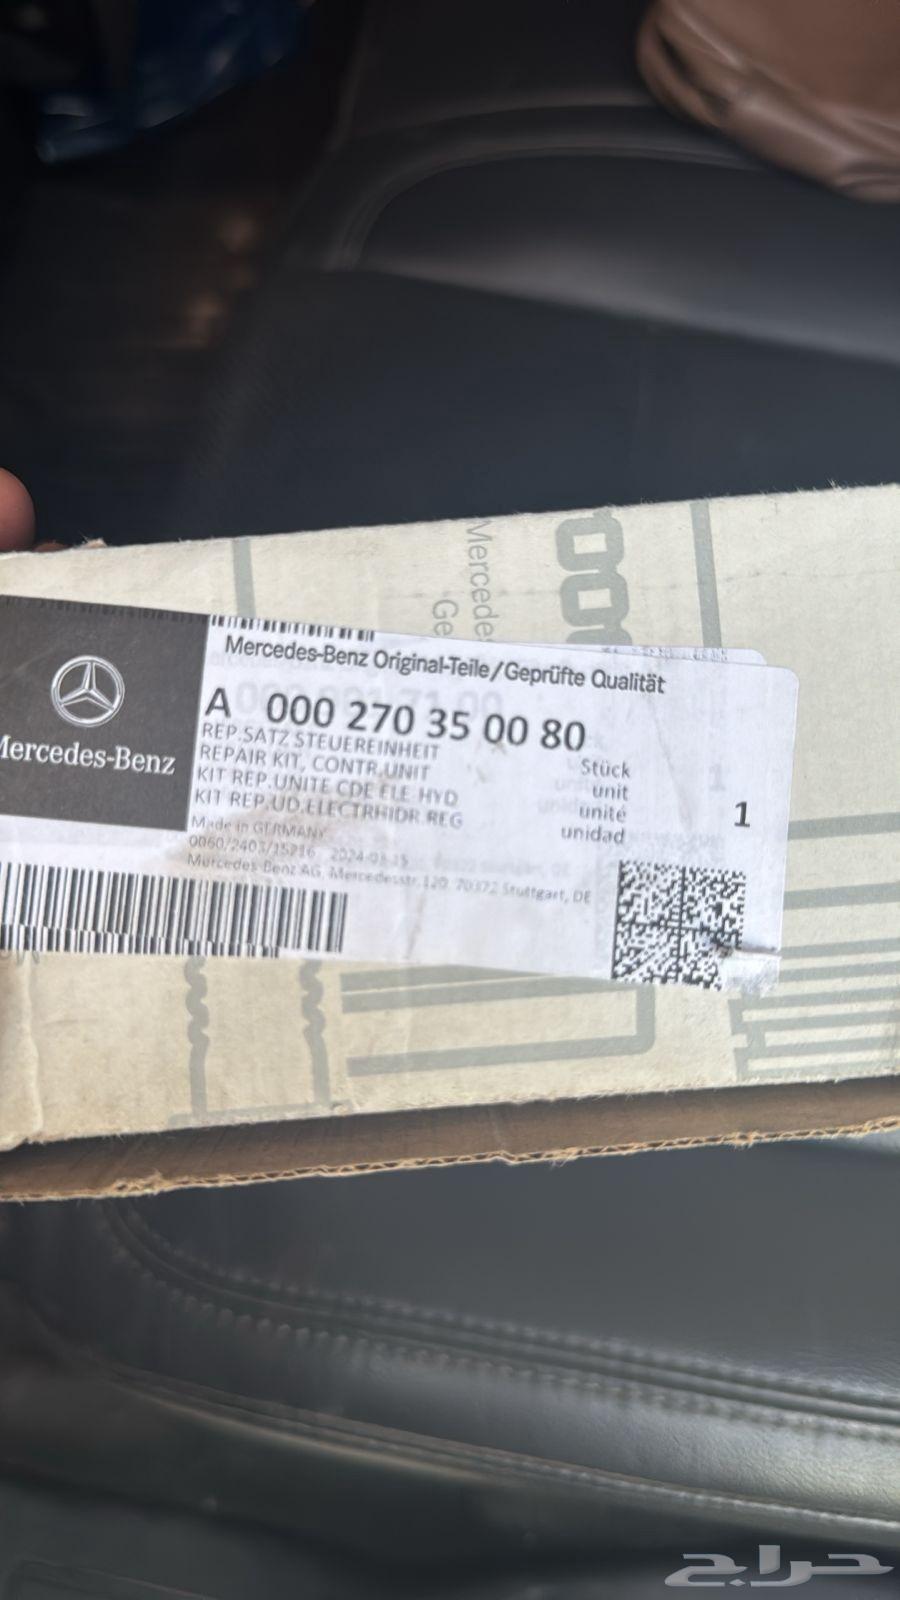 Mercedes
Ge
Mercedes-Benz
Mercedes-Benz Original-Teile/Geprüfte Qualität
A 000 270 35 00 80
REP.SATZ STEUEREINHEIT
REPAIR KIT, CONTR.UNIT
KIT REP.UNITE CDE ELE HYD
KIT REP.UD.ELECTRHIDR.REG
Stück
unit
unité
unidad
1
Made in GERMANY
0060/2403/15216 2024-03-15
Mercedes-Benz AG, Mercedesstr.120, 70372 Stuttgart, DE
حراج